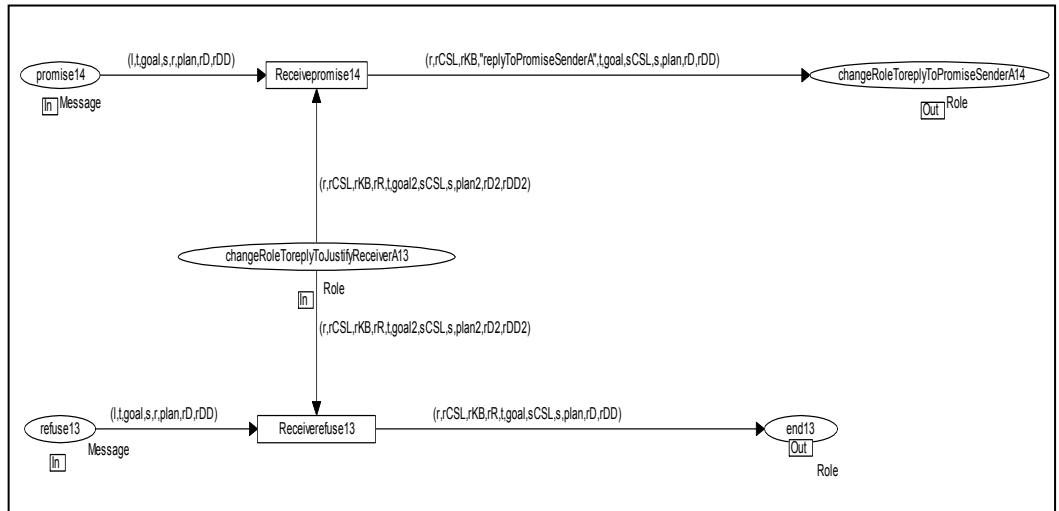 (l,t,goal,s,r,plan,rD,rDD)
(r,rCSL,rKB,"replyToPromiseSenderA",t,goal,sCSL,s,plan,rD,rDD)
promise14
Receivepromise14
changeRoleToreplyToPromiseSenderA14
In
Message
Out
Role
(r,rCSL,rKB,rR,t,goal2,sCSL,s,plan2,rD2,rDD2)
changeRoleToreplyToJustifyReceiverA13
In
Role
(r,rCSL,rKB,rR,t,goal2,sCSL,s,plan2,rD2,rDD2)
(l,t,goal,s,r,plan,rD,rDD)
(r,rCSL,rKB,rR,t,goal,sCSL,s,plan,rD,rDD)
refuse13
Receiverefuse13
end13
In
Message
Out
Role